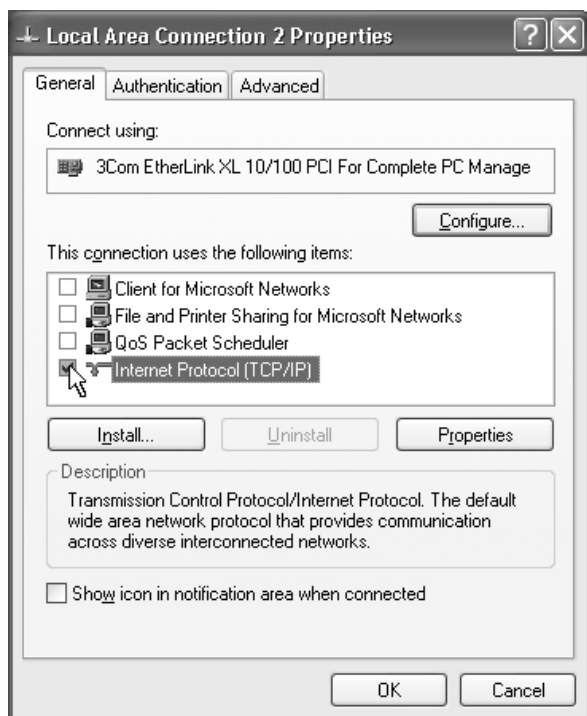 Local Area Connection 2 Properties
General Authentication Advanced
Connect using:
3Com EtherLink XL 10/100 PCI For Complete PC Manage
Configure...
This connection uses the following items:
Client for Microsoft Networks
File and Printer Sharing for Microsoft Networks
QoS Packet Scheduler
Internet Protocol (TCP/IP)
Install... Uninstall Properties
Description
Transmission Control Protocol/Internet Protocol. The default
wide area network protocol that provides communication
across diverse interconnected networks.
Show icon in notification area when connected
OK Cancel